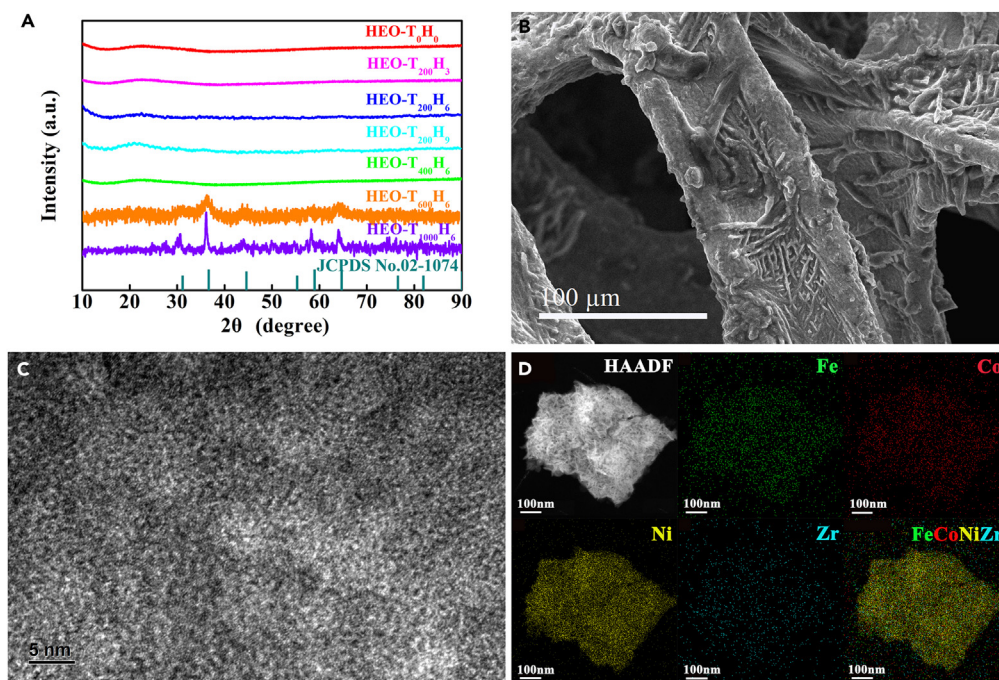 A
HEO-T₀H₀
HEO-T₂₀₀H₃
HEO-T₂₀₀H₆
HEO-T₂₀₀H₉
HEO-T₄₀₀H₆
HEO-T₆₀₀H₆
HEO-T₁₀₀₀H₆
JCPDS No.02-1074
Intensity (a.u.)
10 20 30 40 50 60 70 80 90
2θ (degree)
B
100 μm
C
5 nm
D
HAADF
100nm
Fe
100nm
Co
100nm
Ni
100nm
Zr
100nm
FeCoNiZr
100nm